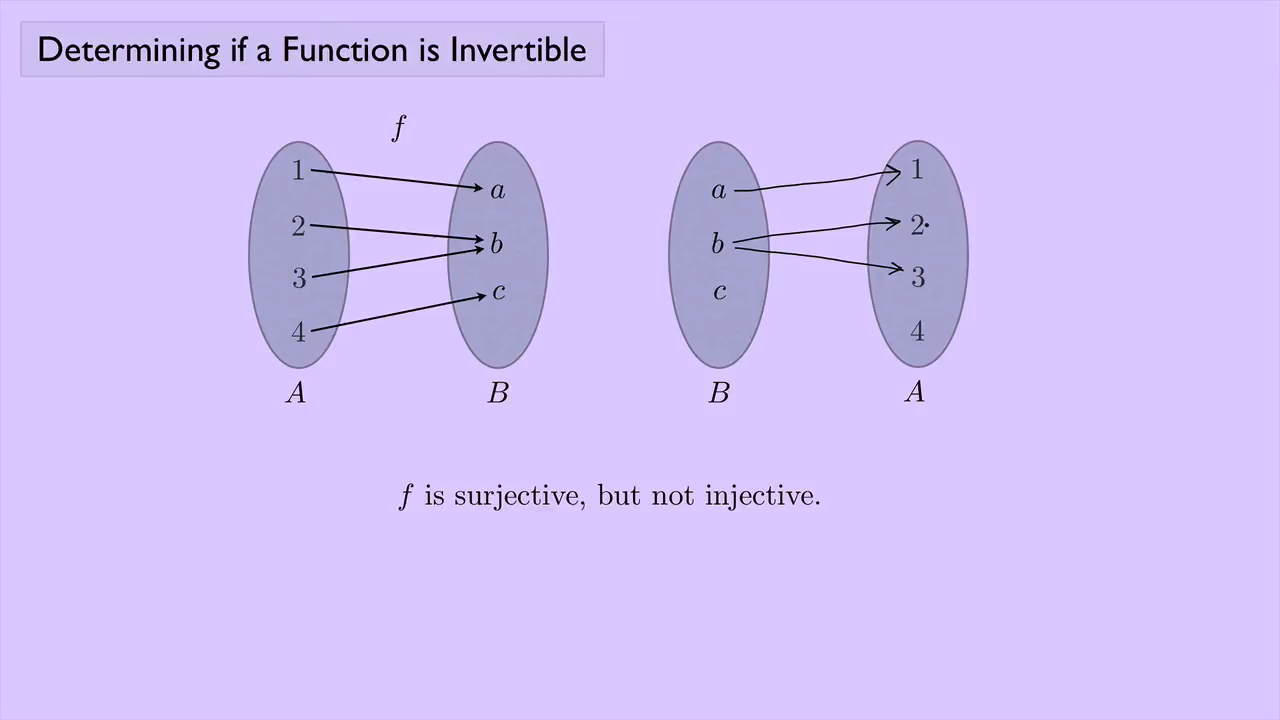 Determining if a Function is Invertible
f
1
2
3
4
A
a
b
c
B
a
b
c
B
1
2
3
4
A
f is surjective, but not injective.